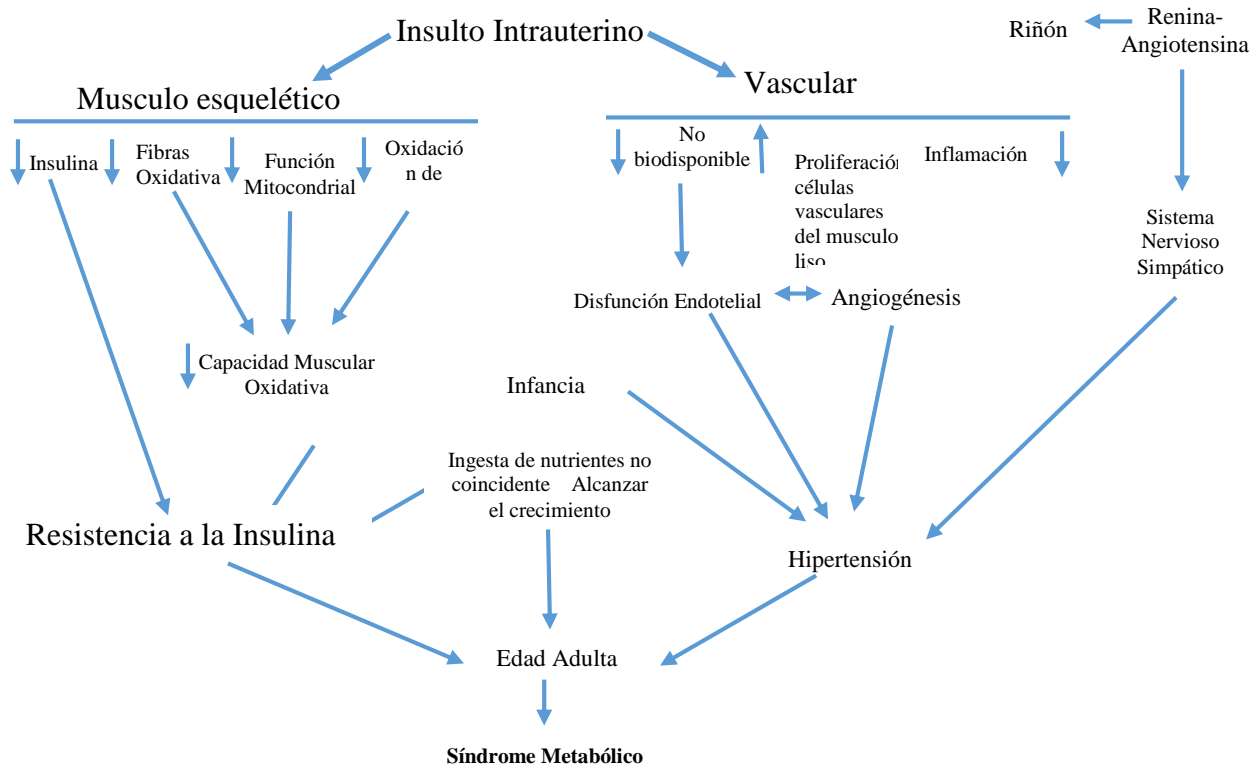 Insulto Intrauterino
Riñón
Renina-
Angiotensina
Musculo esquelético
Vascular
Insulina
Fibras
Oxidativa
Función
Mitocondrial
Oxidació
n de
No
biodisponible
Proliferación
células
vasculares
del musculo
liso
Inflamación
Sistema
Nervioso
Simpático
Disfunción Endotelial
Angiogénesis
Capacidad Muscular
Oxidativa
Infancia
Ingesta de nutrientes no
coincidente Alcanzar
el crecimiento
Resistencia a la Insulina
Hipertensión
Edad Adulta
Síndrome Metabólico